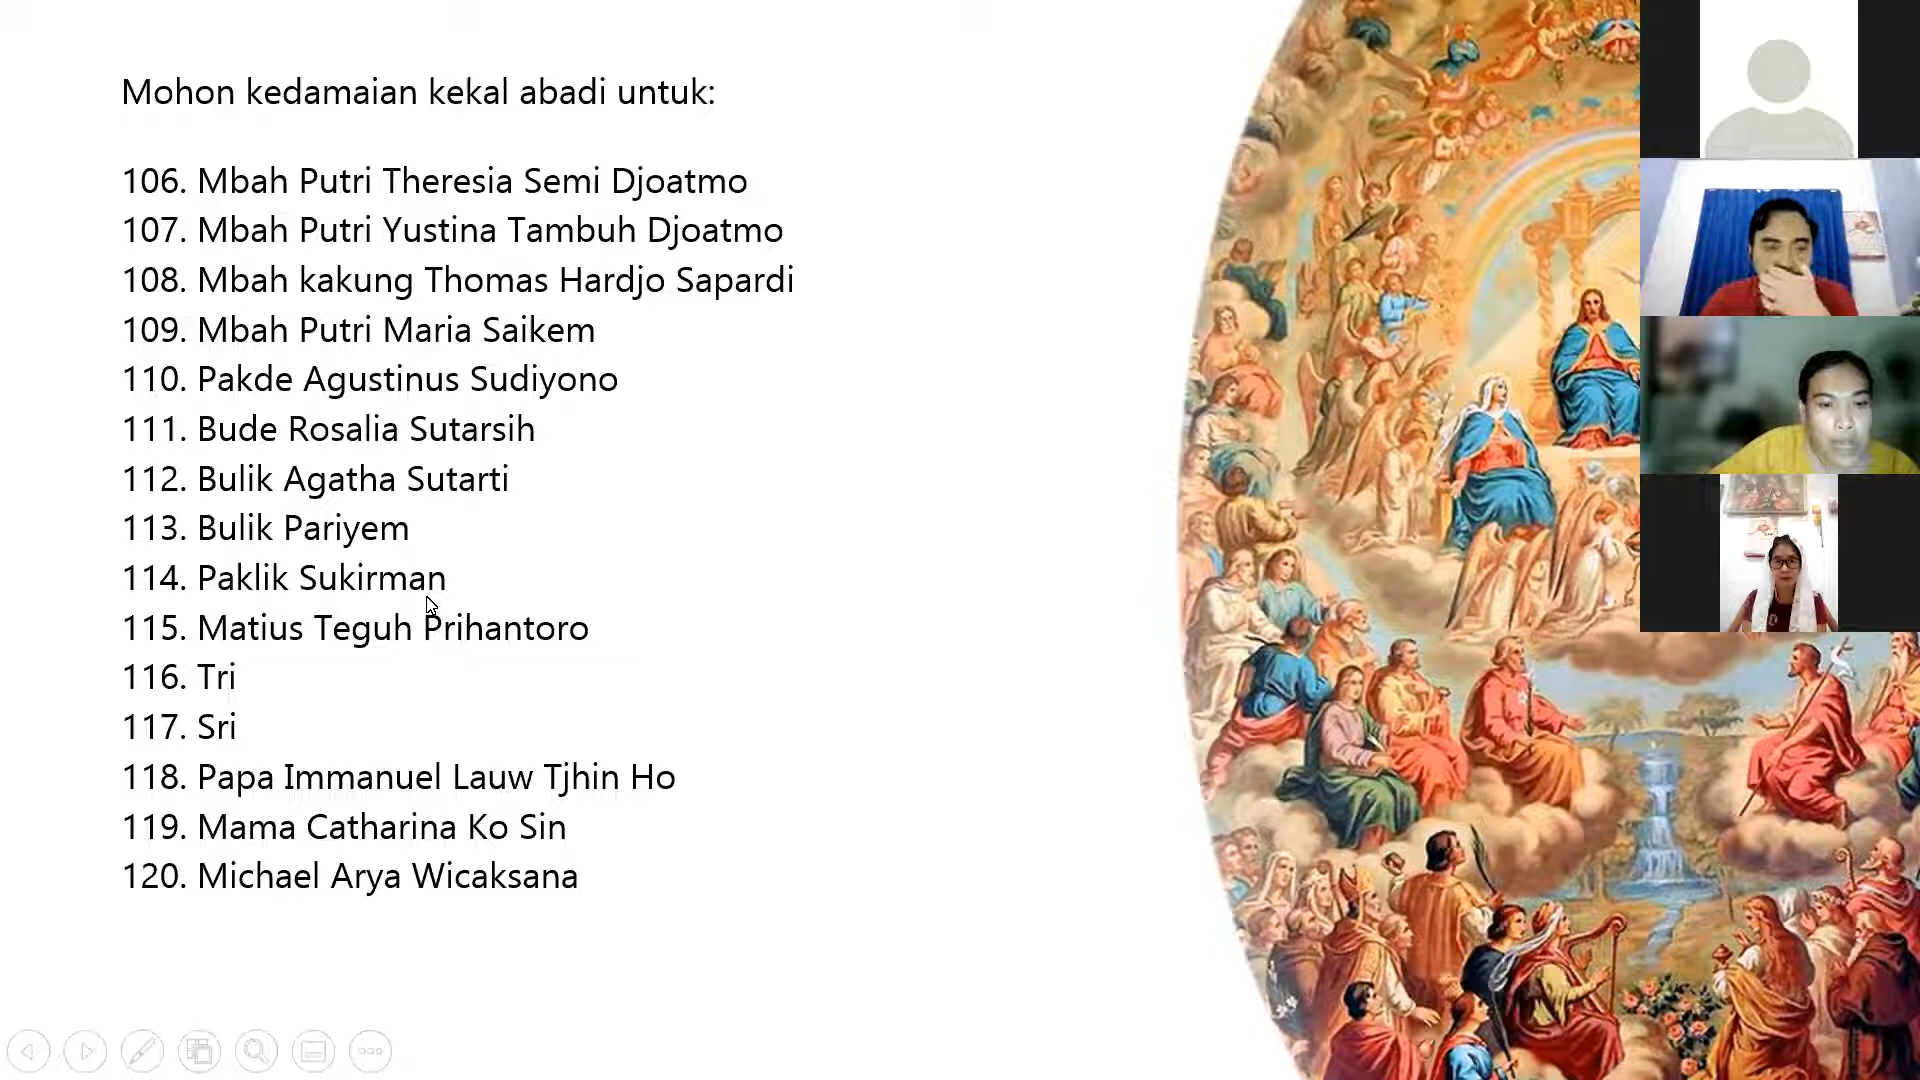 Mohon kedamaian kekal abadi untuk:
106. Mbah Putri Theresia Semi Djoatmo
107. Mbah Putri Yustina Tambuh Djoatmo
108. Mbah kakung Thomas Hardjo Sapardi
109. Mbah Putri Maria Saikem
110. Pakde Agustinus Sudiyono
111. Bude Rosalia Sutarsih
112. Bulik Agatha Sutarti
113. Bulik Pariyem
114. Paklik Sukirman
115. Matius Teguh Prihantoro
116. Tri
117. Sri
118. Papa Immanuel Lauw Tjhin Ho
119. Mama Catharina Ko Sin
120. Michael Arya Wicaksana